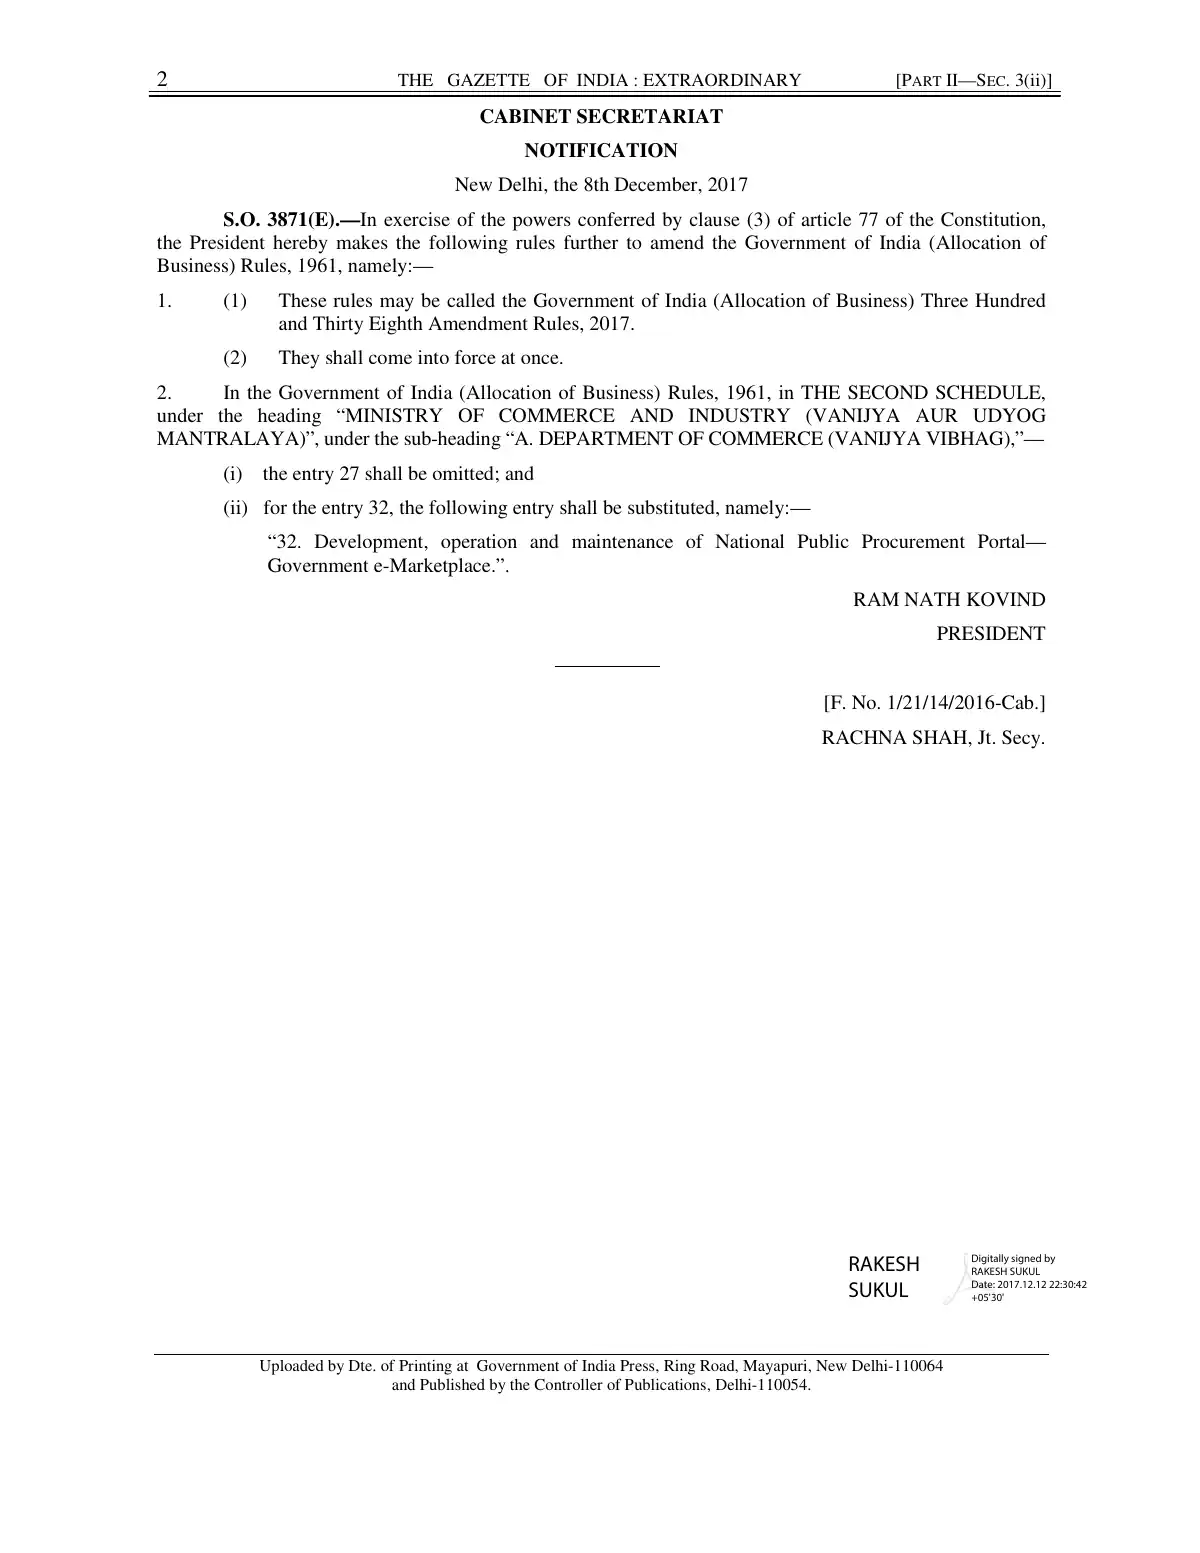 2 THE GAZETTE OF INDIA : EXTRAORDINARY [PART II—SEC. 3(ii)]
CABINET SECRETARIAT
NOTIFICATION
New Delhi, the 8th December, 2017
S.O. 3871(E).—In exercise of the powers conferred by clause (3) of article 77 of the Constitution,
the President hereby makes the following rules further to amend the Government of India (Allocation of
Business) Rules, 1961, namely:—
1. (1) These rules may be called the Government of India (Allocation of Business) Three Hundred
and Thirty Eighth Amendment Rules, 2017.
(2) They shall come into force at once.
2. In the Government of India (Allocation of Business) Rules, 1961, in THE SECOND SCHEDULE,
under the heading “MINISTRY OF COMMERCE AND INDUSTRY (VANIJYA AUR UDYOG
MANTRALAYA)”, under the sub-heading “A. DEPARTMENT OF COMMERCE (VANIJYA VIBHAG),”—
(i) the entry 27 shall be omitted; and
(ii) for the entry 32, the following entry shall be substituted, namely:—
“32. Development, operation and maintenance of National Public Procurement Portal—
Government e-Marketplace.”.
RAM NATH KOVIND
PRESIDENT
[F. No. 1/21/14/2016-Cab.]
RACHNA SHAH, Jt. Secy.
RAKESH
SUKUL
Digitally signed by
RAKESH SUKUL
Date: 2017.12.12 22:30:42
+05'30'
Uploaded by Dte. of Printing at Government of India Press, Ring Road, Mayapuri, New Delhi-110064
and Published by the Controller of Publications, Delhi-110054.